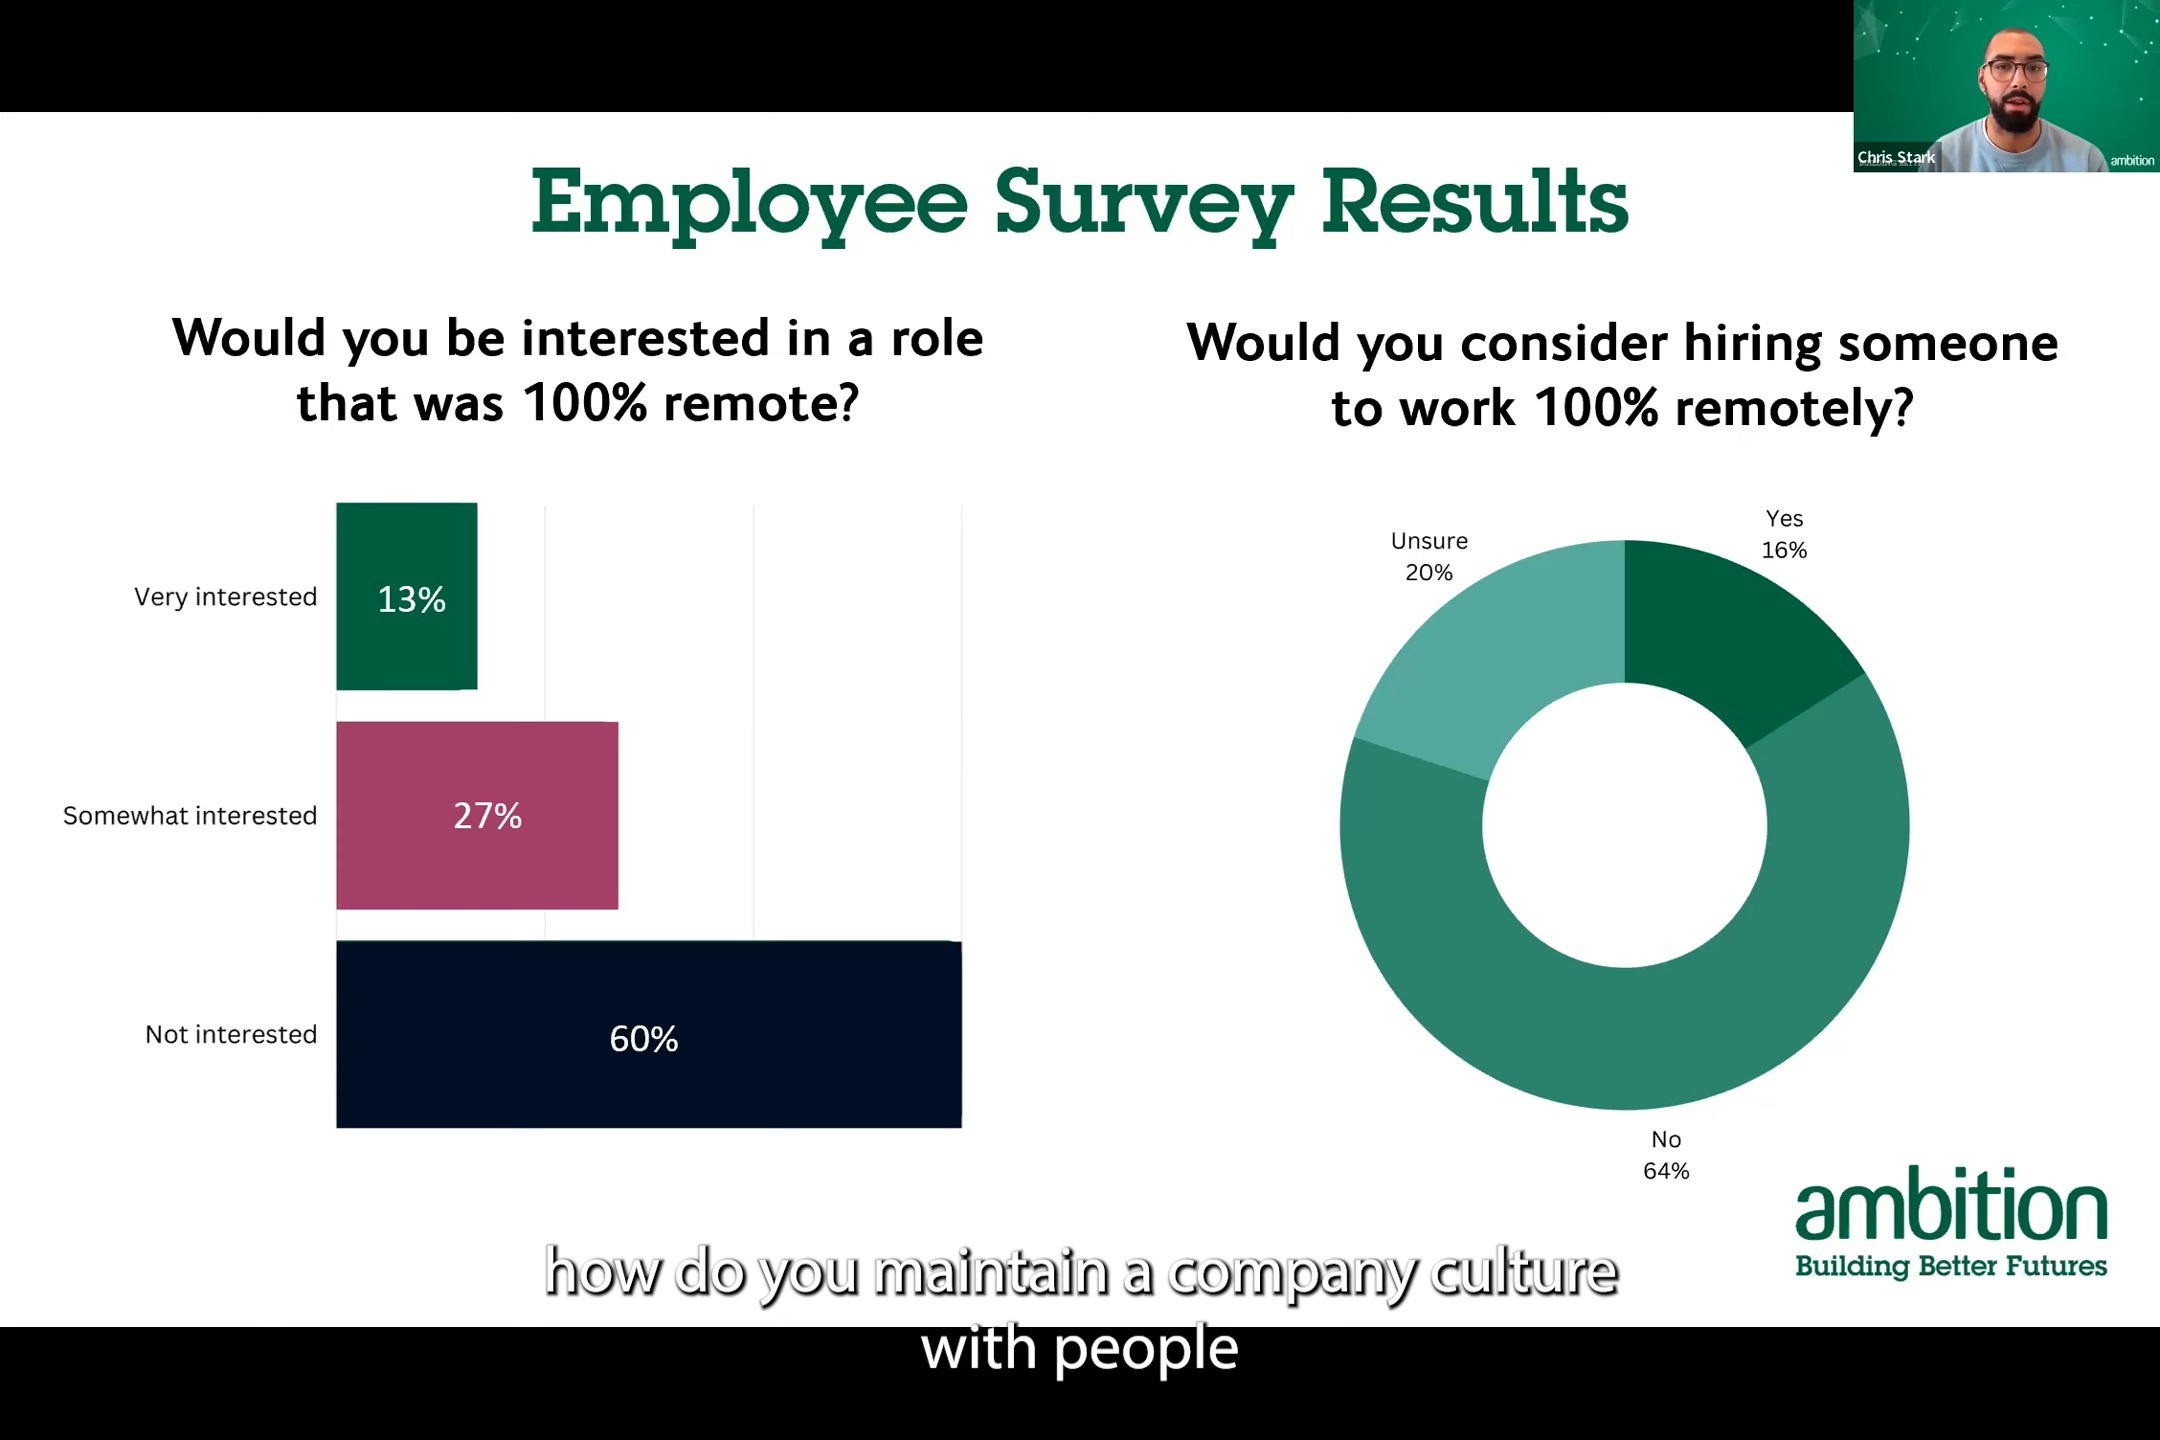 Chris Stark
ambition
Employee Survey Results
Would you be interested in a role
that was 100% remote?
Very interested
13%
Somewhat interested
27%
Not interested
60%
Would you consider hiring someone
to work 100% remotely?
Unsure
20%
Yes
16%
No
64%
ambition
Building Better Futures
how do you maintain a company culture
with people